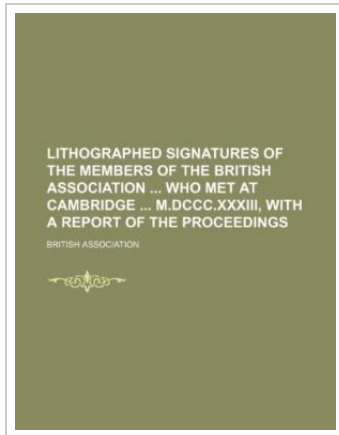 LITHOGRAPHED SIGNATURES OF
THE MEMBERS OF THE BRITISH
ASSOCIATION ... WHO MET AT
CAMBRIDGE ... M.DCCC.XXXIII, WITH
A REPORT OF THE PROCEEDINGS
BRITISH ASSOCIATION